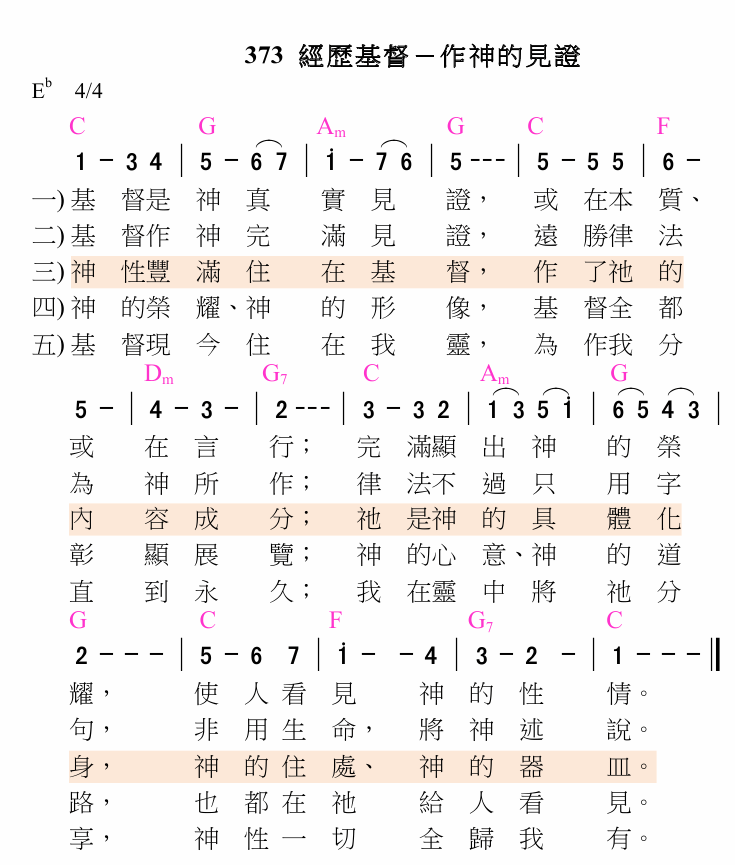 373 經歷基督－作神的見證
E♭ 4/4
C G Am G C F
1 － 3 4 | 5 － 6 7 | i － 7 6 | 5 --- | 5 － 5 5 | 6 －
一) 基 督是 神 真 實 見 證， 或 在本 質、
二) 基 督作 神 完 滿 見 證， 遠 勝律 法
三) 神 性豐 滿 住 在 基 督， 作 了祂 的
四) 神 的榮 耀、神 的 形 像， 基 督全 都
五) 基 督現 今 住 在 我 靈， 為 作我 分
Dm G7 C Am G
5 － | 4 － 3 － | 2 --- | 3 － 3 2 | 1 3 5 i | 6 5 4 3 |
或 在 言 行； 完 滿顯 出 神 的 榮
為 神 所 作； 律 法不 過 只 用 字
內 容 成 分； 祂 是神 的 具 體 化
彰 顯 展 覽； 神 的心 意、神 的 道
直 到 永 久； 我 在靈 中 將 祂 分
G C F G7 C
2 － － － | 5 － 6 7 | i － － 4 | 3 － 2 － | 1 － － － ||
耀， 使 人 看 見 神 的 性 情。
句， 非 用 生 命， 將 神 述 說。
身， 神 的 住 處、 神 的 器 皿。
路， 也 都 在 祂 給 人 看 見。
享， 神 性 一 切 全 歸 我 有。